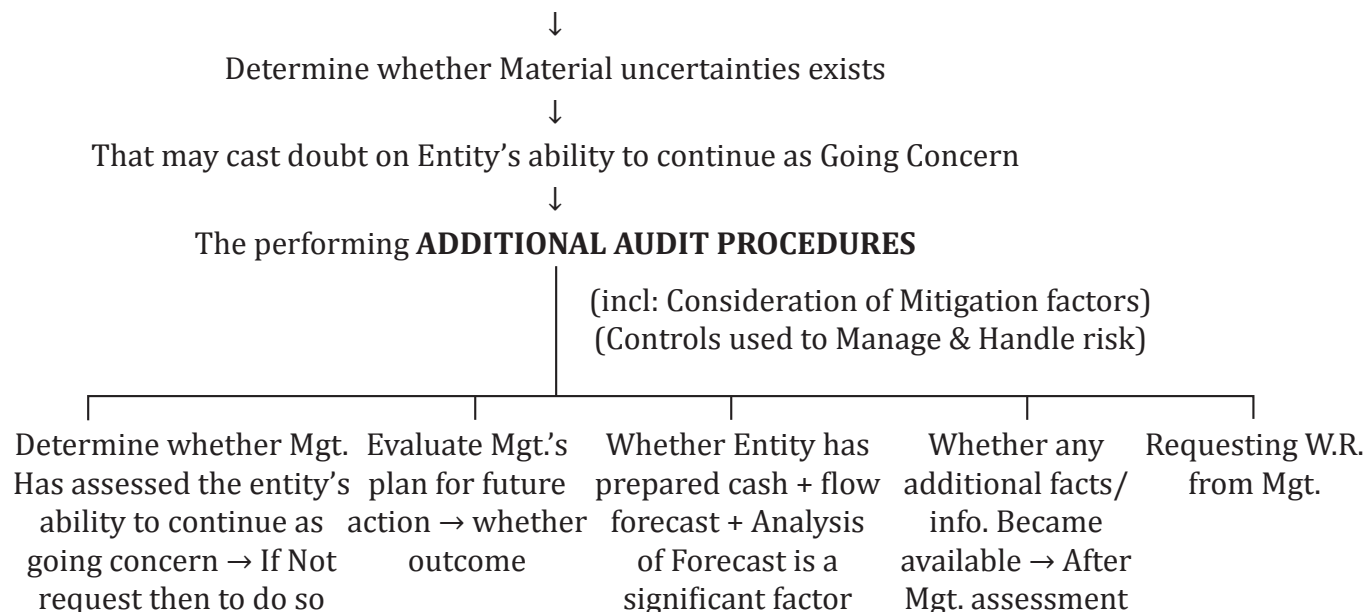 ↓
Determine whether Material uncertainties exists
↓
That may cast doubt on Entity’s ability to continue as Going Concern
↓
The performing ADDITIONAL AUDIT PROCEDURES
(incl: Consideration of Mitigation factors)
(Controls used to Manage & Handle risk)
Determine whether Mgt.
Has assessed the entity’s
ability to continue as
going concern → If Not
request then to do so
Evaluate Mgt.’s
plan for future
action → whether
outcome
Whether Entity has
prepared cash + flow
forecast + Analysis
of Forecast is a
significant factor
Whether any
additional facts/
info. Became
available → After
Mgt. assessment
Requesting W.R.
from Mgt.